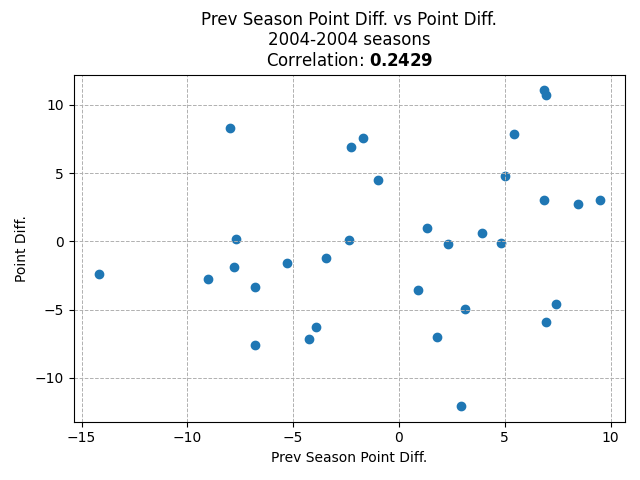 Prev Season Point Diff. vs Point Diff.
2004-2004 seasons
Correlation: 0.2429
10
5
0
−5
−10
Point Diff.
−15 −10 −5 0 5 10
Prev Season Point Diff.